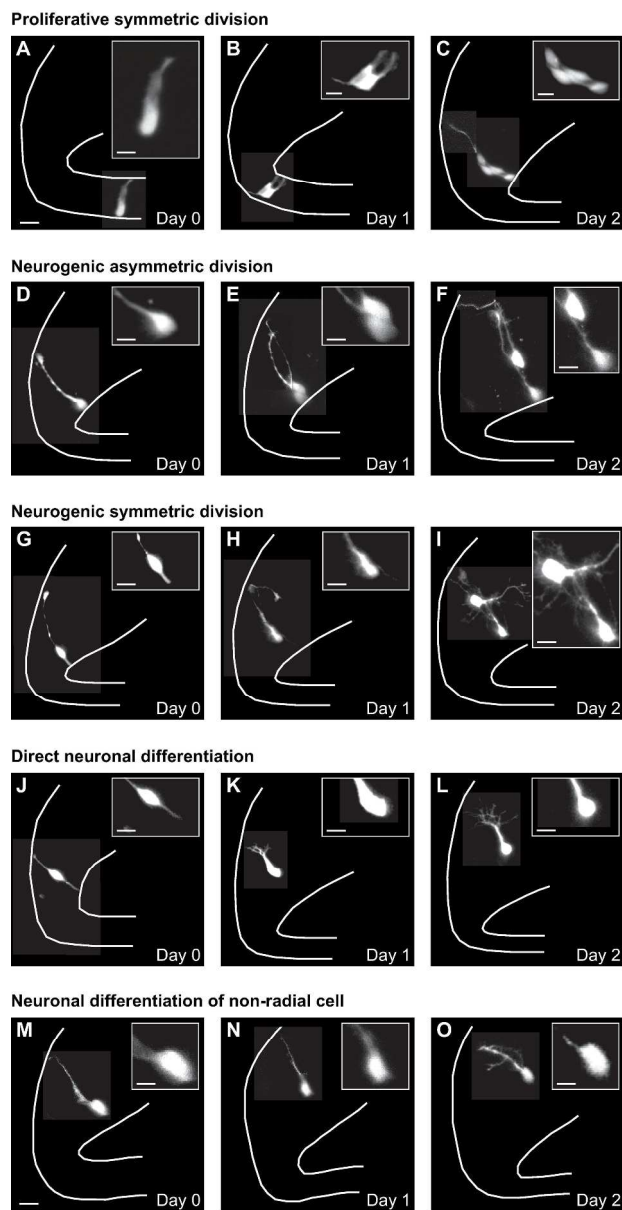 Proliferative symmetric division
A B C
Day 0 Day 1 Day 2
Neurogenic asymmetric division
D E F
Day 0 Day 1 Day 2
Neurogenic symmetric division
G H I
Day 0 Day 1 Day 2
Direct neuronal differentiation
J K L
Day 0 Day 1 Day 2
Neuronal differentiation of non-radial cell
M N O
Day 0 Day 1 Day 2